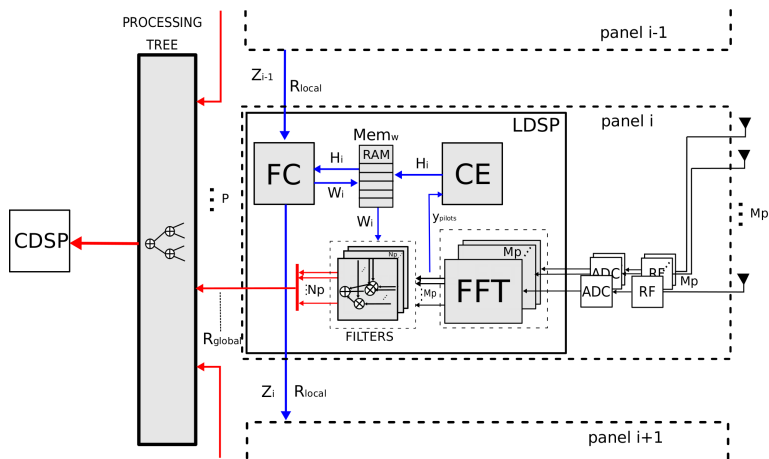 PROCESSING
TREE
panel i-1
Zi-1
Rlocal
panel i
LDSP
Memw
RAM
FC
Hi
Wi
Hi
CE
P
Wi
ypilots
Mp
CDSP
Np
Mp
ADC
RF
Mp
Np
Mp
FFT
ADC
RF
FILTERS
Rglobal
Zi
Rlocal
panel i+1